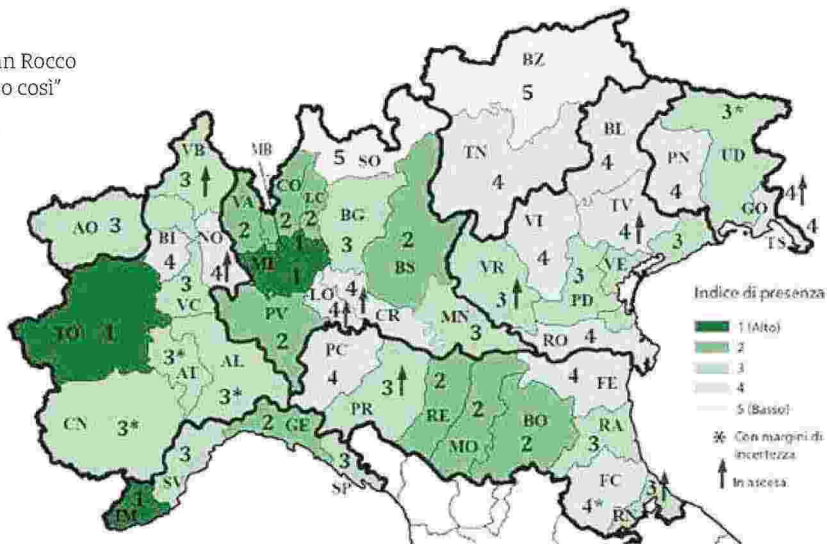 n Rocco
o così"
BZ
5
3*
MB
VB
3
5 SO
TN
4
BL
4
PN
4
UD
AO 3
CO
LC
VA
2
2
2
BG
3
2
BS
VI
4
TV
4
GO
4
4
TS
BI
4
NO
4
3
VC
1
MI
1
VR
3
3
PD
VE
3
TO 1
PV
2
LO
4
4
CR
MN
3
RO 4
3*
AT
AL
3*
PC
4
4
FE
CN 3*
PR
3
2
RE
2
MO
BO
2
RA
3
2 GE
3
SV
3
SP
1
IM
FC
4*
3
RN
Indice di presenza
1 (Alto)
2
3
4
5 (Basso)
* Con margini di
incertezza
In ascesa